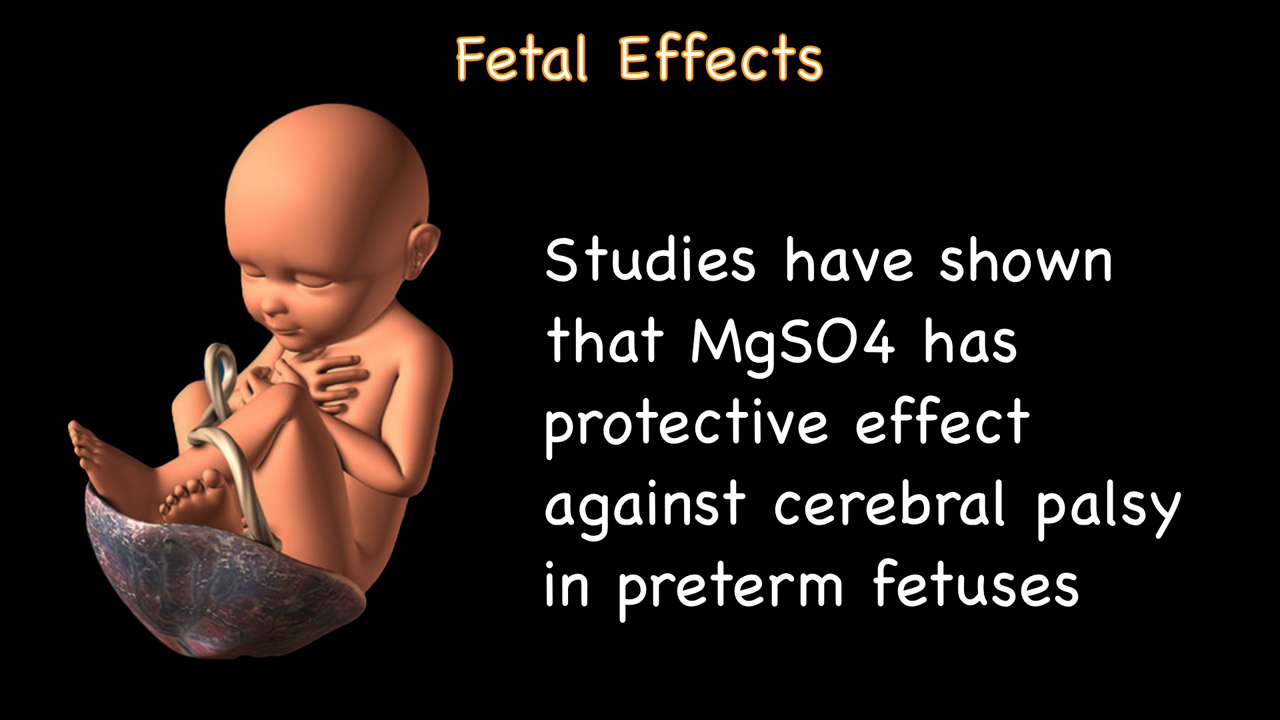 Fetal Effects
Studies have shown
that MgSO4 has
protective effect
against cerebral palsy
in preterm fetuses